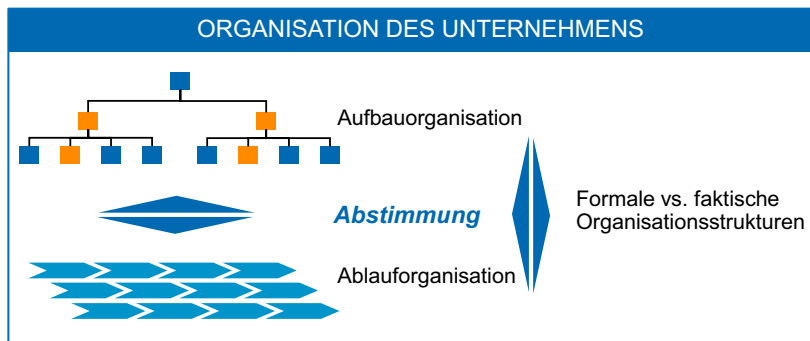 ORGANISATION DES UNTERNEHMENS
Aufbauorganisation
Abstimmung
Formale vs. faktische
Organisationsstrukturen
Ablauforganisation